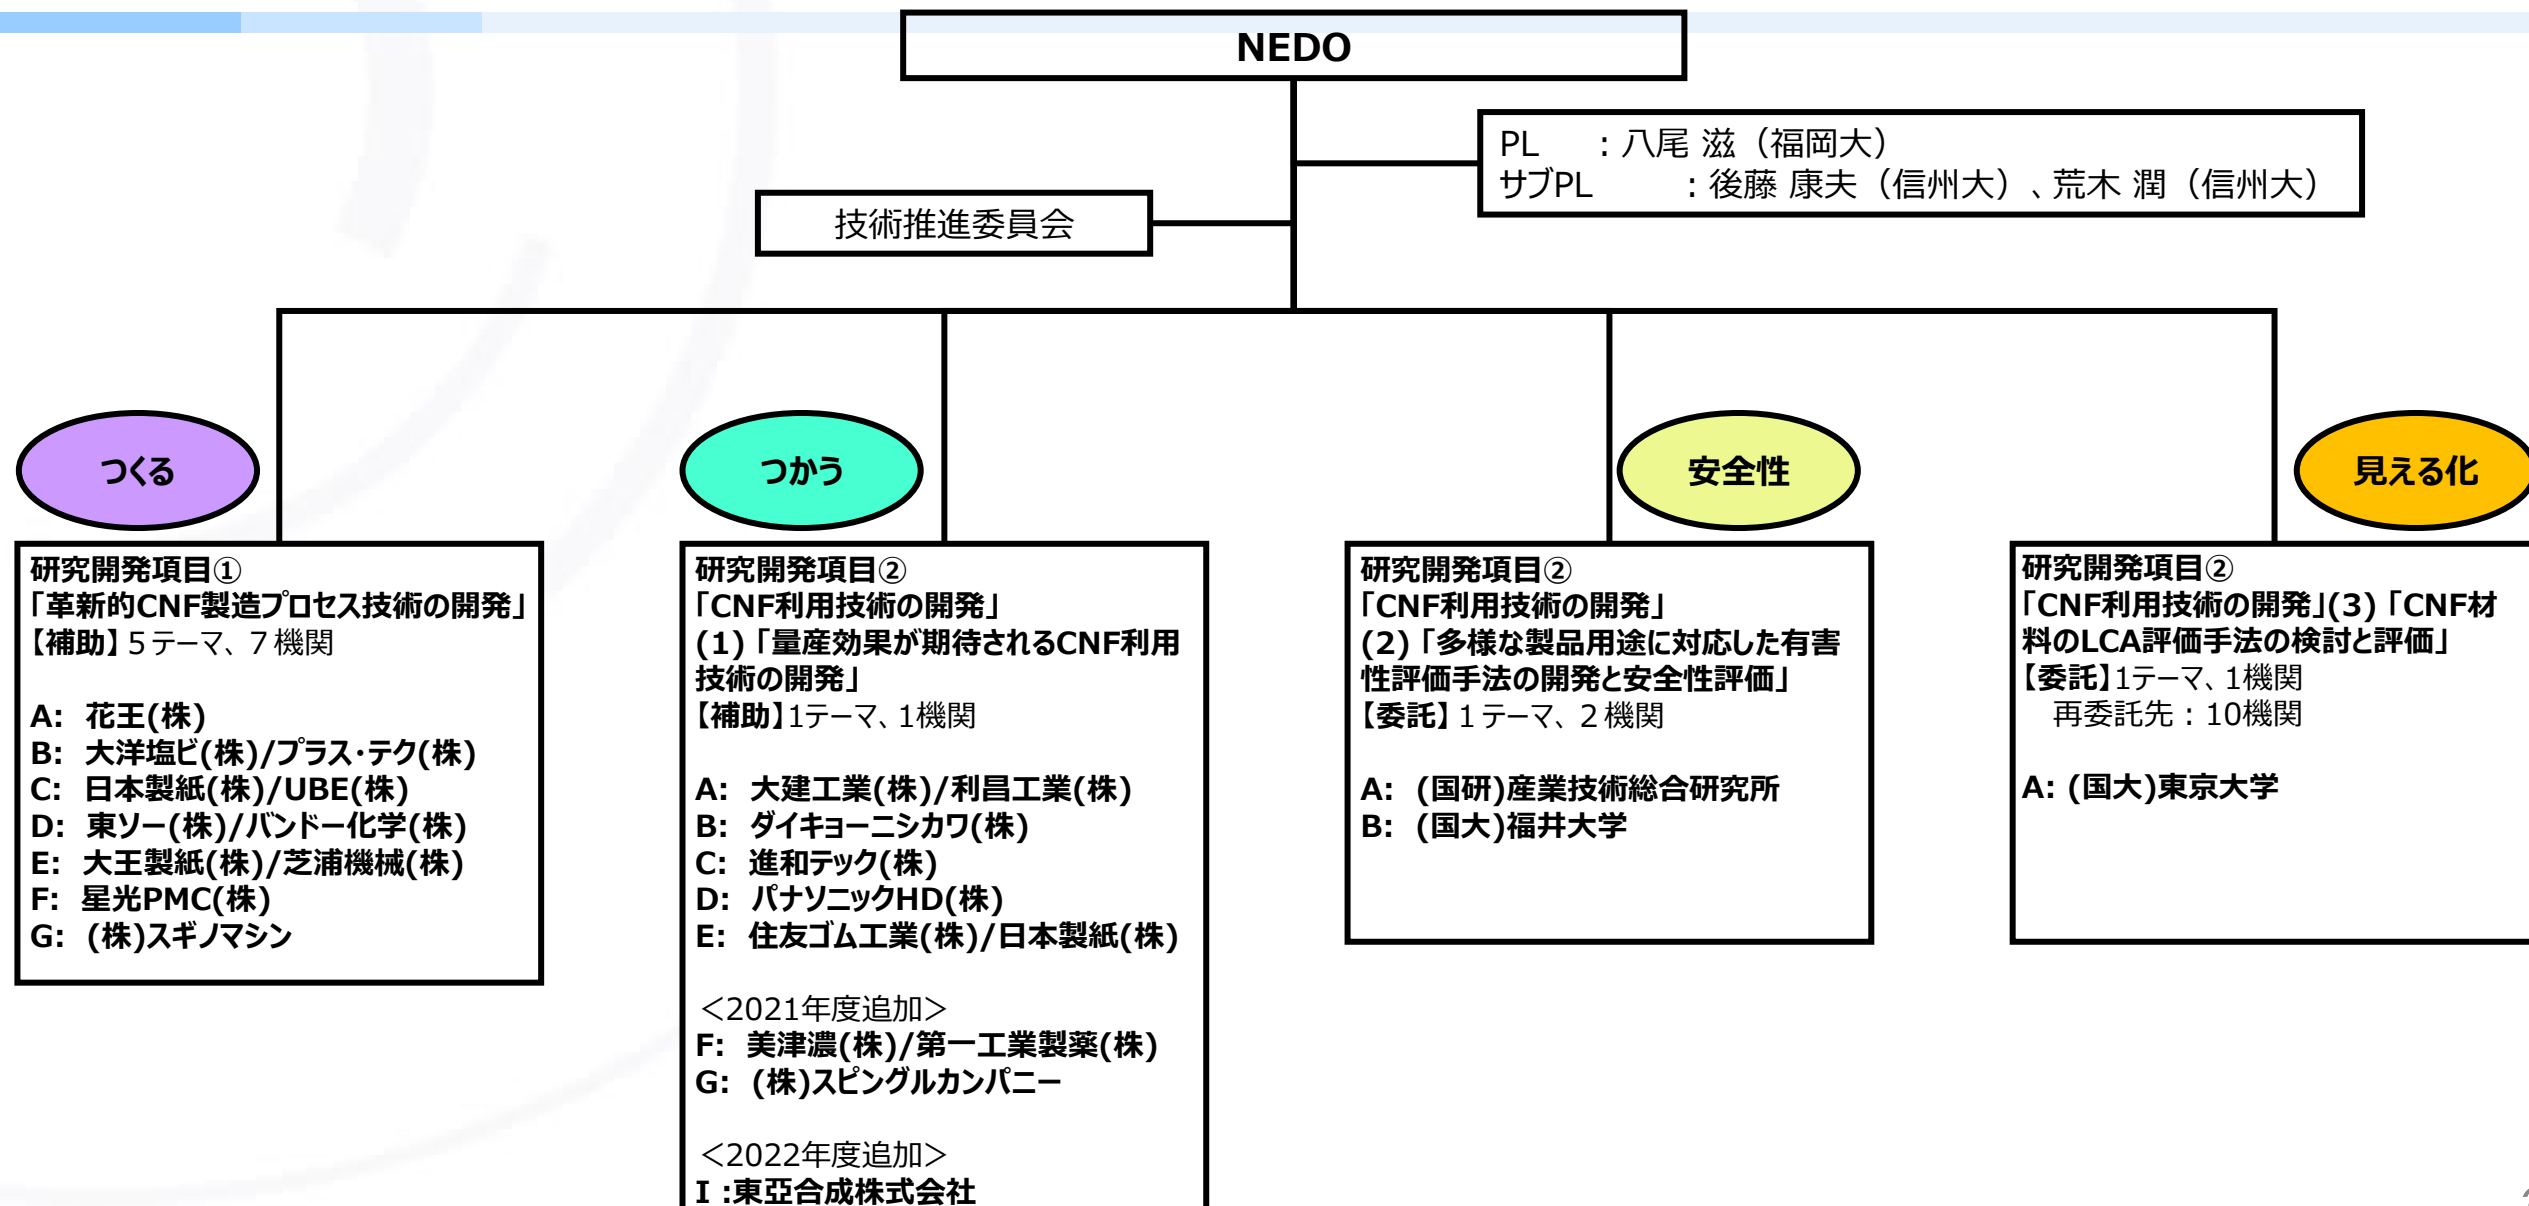 NEDO
PL :八尾 滋（福岡大）
サブPL :後藤 康夫（信州大）、荒木 潤（信州大）
技術推進委員会
つくる
研究開発項目①
「革新的CNF製造プロセス技術の開発」
【補助】５テーマ、７機関
A: 花王(株)
B: 大洋塩ビ(株)/プラス・テク(株)
C: 日本製紙(株)/UBE(株)
D: 東ソー(株)/バンドー化学(株)
E: 大王製紙(株)/芝浦機械(株)
F: 星光PMC(株)
G: (株)スギノマシン
つかう
研究開発項目②
「CNF利用技術の開発」
(1)「量産効果が期待されるCNF利用
技術の開発」
【補助】1テーマ、1機関
A: 大建工業(株)/利昌工業(株)
B: ダイキョーニシカワ(株)
C: 進和テック(株)
D: パナソニックHD(株)
E: 住友ゴム工業(株)/日本製紙(株)
＜2021年度追加＞
F: 美津濃(株)/第一工業製薬(株)
G: (株)スピングルカンパニー
＜2022年度追加＞
I :東亞合成株式会社
安全性
研究開発項目②
「CNF利用技術の開発」
(2)「多様な製品用途に対応した有害
性評価手法の開発と安全性評価」
【委託】１テーマ、２機関
A: (国研)産業技術総合研究所
B: (国大)福井大学
見える化
研究開発項目②
「CNF利用技術の開発」(3)「CNF材
料のLCA評価手法の検討と評価」
【委託】1テーマ、1機関
再委託先：10機関
A: (国大)東京大学